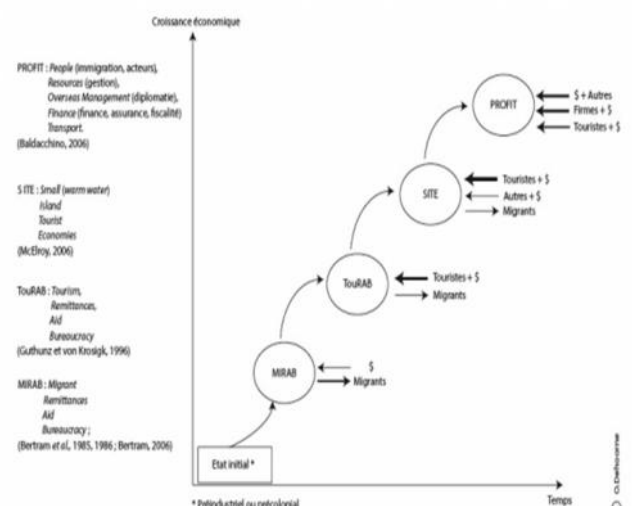 Croissance économique
PROFIT : People (immigration, acteurs),
Resources (gestion),
Overseas Management (diplomatie),
Finance (finance, assurance, fiscalité)
Transport.
(Baldacchino, 2006)
PROFIT
$ + Autres
Firmes + $
Touristes + $
SITE : Small (warm water)
Island
Tourist
Economies
(McElroy, 2006)
SITE
Touristes + $
Autres + $
Migrants
TouRAB : Tourism,
Remittances,
Aid
Bureaucracy
(Guthunz et von Krosigk, 1996)
TouRAB
Touristes + $
Migrants
MIRAB : Migrant
Remittances
Aid
Bureaucracy ;
(Bertram et al., 1985, 1986 ; Bertram, 2006)
MIRAB
$
Migrants
Etat initial *
* Préindustriel ou précolonial
Temps
O.Dehoorne